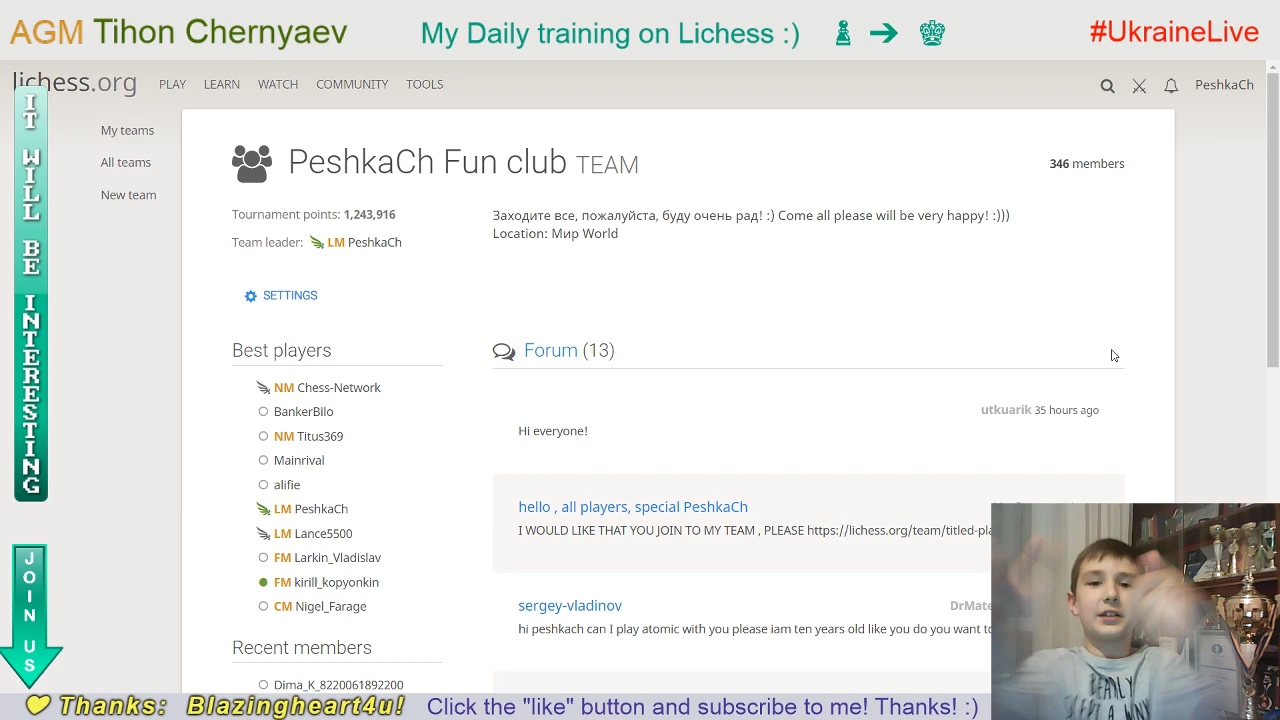 AGM Tihon Chernyaev
My Daily training on Lichess :)
#UkraineLive
lichess.org
PLAY
LEARN
WATCH
COMMUNITY
TOOLS
PeshkaCh
IT WILL BE INTERESTING
JOIN US
My teams
All teams
New team
PeshkaCh Fun club TEAM
346 members
Tournament points: 1,243,916
Team leader: LM PeshkaCh
Заходите все, пожалуйста, буду очень рад! :) Come all please will be very happy! :)))
Location: Мир World
SETTINGS
Best players
NM Chess-Network
BankerBilo
NM Titus369
Mainrival
alifie
LM PeshkaCh
LM Lance5500
FM Larkin_Vladislav
FM kirill_kopyonkin
CM Nigel_Farage
Recent members
Dima_K_8220061892200
Forum (13)
utkuarik 35 hours ago
Hi everyone!
hello , all players, special PeshkaCh
I WOULD LIKE THAT YOU JOIN TO MY TEAM , PLEASE https://lichess.org/team/titled-pla
sergey-vladinov
DrMate
hi peshkach can I play atomic with you please iam ten years old like you do you want to
Thanks: Blazingheart4u!
Click the "like" button and subscribe to me! Thanks! :)